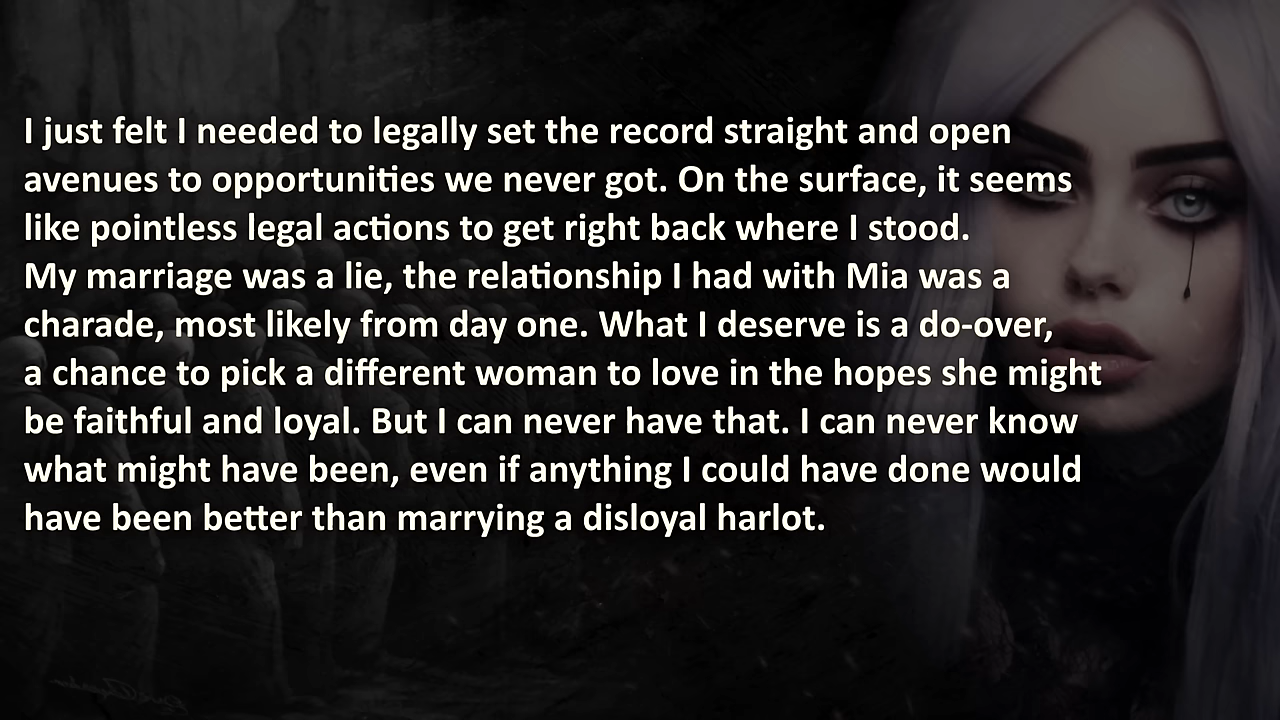 I just felt I needed to legally set the record straight and open
avenues to opportunities we never got. On the surface, it seems
like pointless legal actions to get right back where I stood.
My marriage was a lie, the relationship I had with Mia was a
charade, most likely from day one. What I deserve is a do-over,
a chance to pick a different woman to love in the hopes she might
be faithful and loyal. But I can never have that. I can never know
what might have been, even if anything I could have done would
have been better than marrying a disloyal harlot.